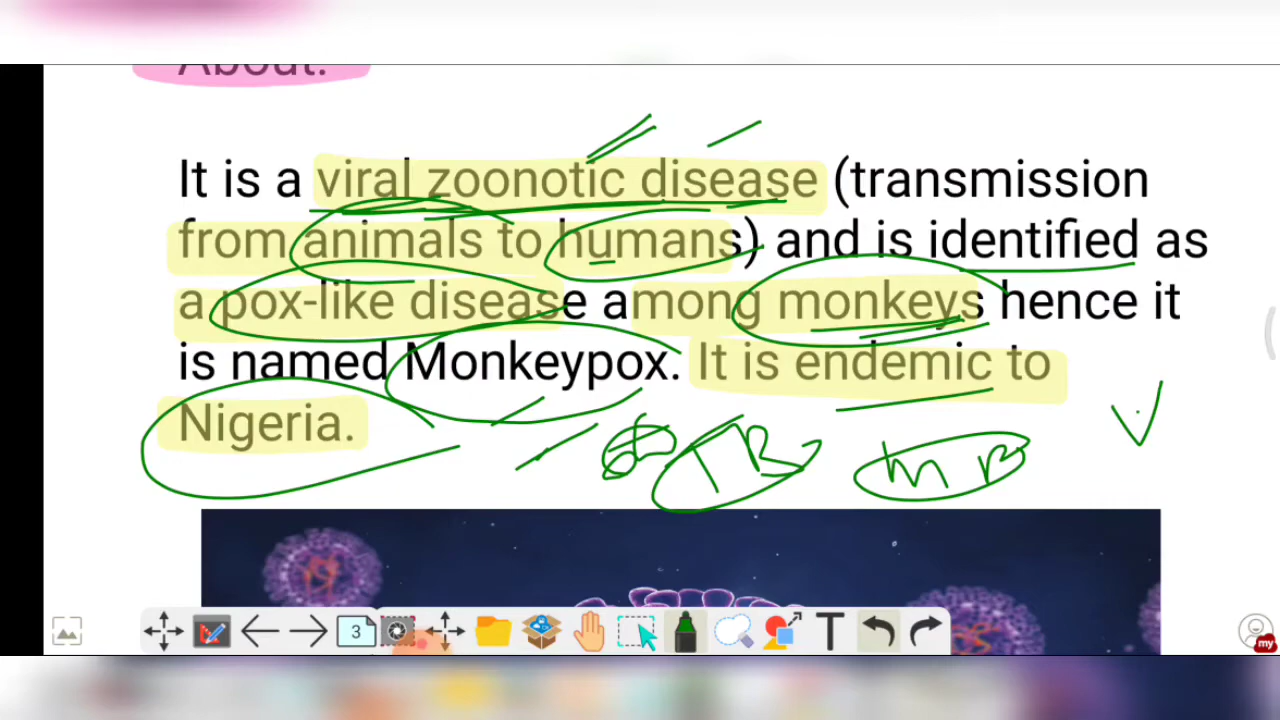 About:
It is a viral zoonotic disease (transmission
from animals to humans) and is identified as
a pox-like disease among monkeys hence it
is named Monkeypox. It is endemic to
Nigeria.
TB
3
T
my